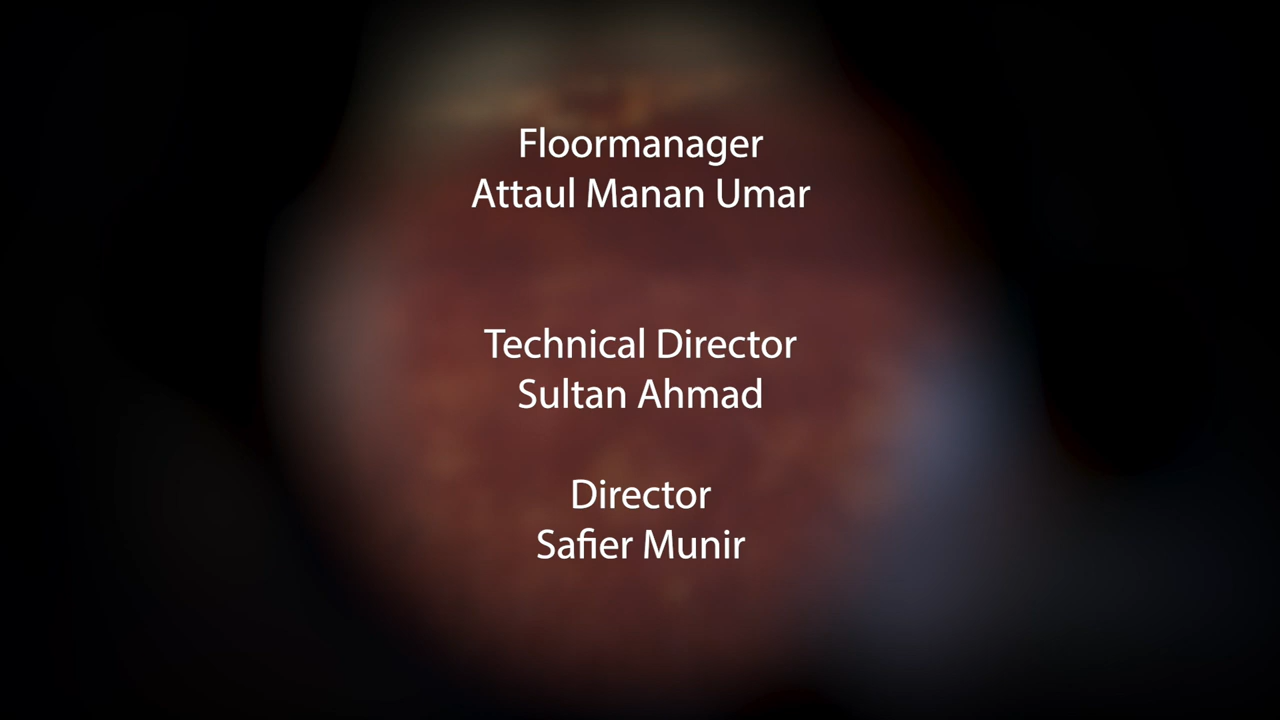 Floormanager
Attaul Manan Umar
Technical Director
Sultan Ahmad
Director
Safier Munir